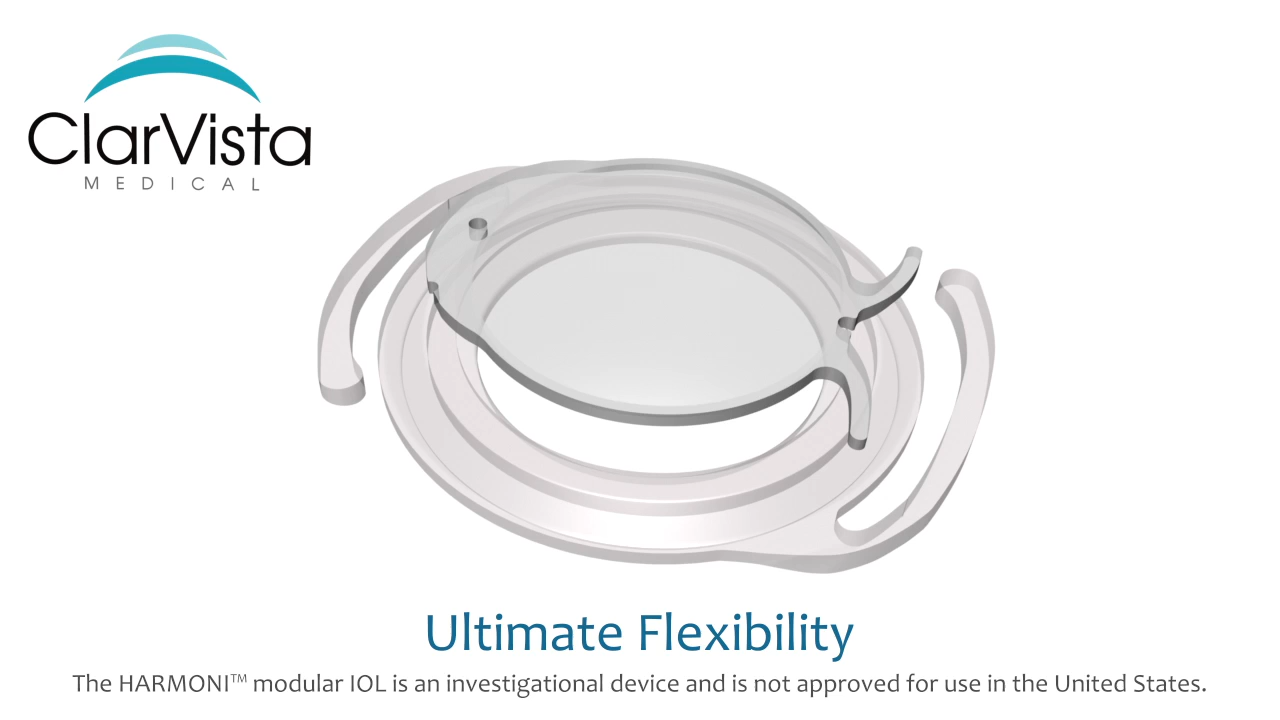 ClarVista
MEDICAL
Ultimate Flexibility
The HARMONI™ modular IOL is an investigational device and is not approved for use in the United States.